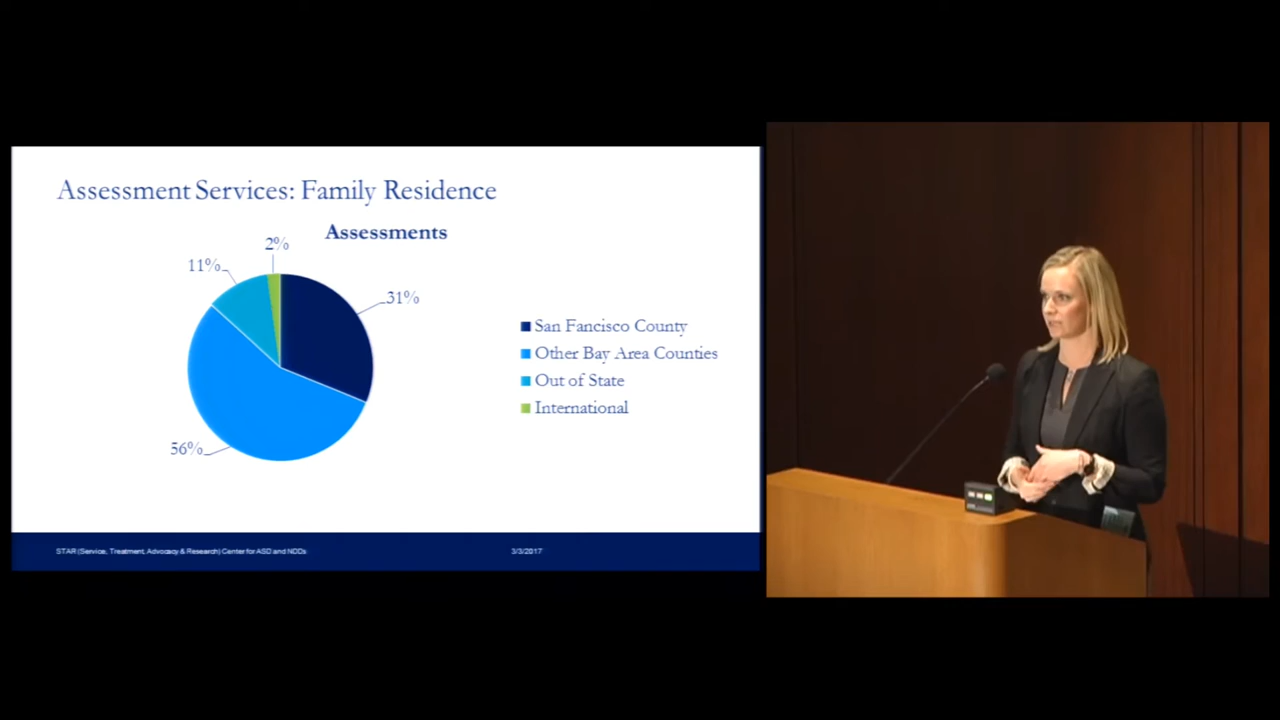 Assessment Services: Family Residence
Assessments
2%
11%
31%
56%
San Fancisco County
Other Bay Area Counties
Out of State
International
STAR (Service, Treatment, Advocacy & Research) Center for ASD and NDDs
3/3/2017